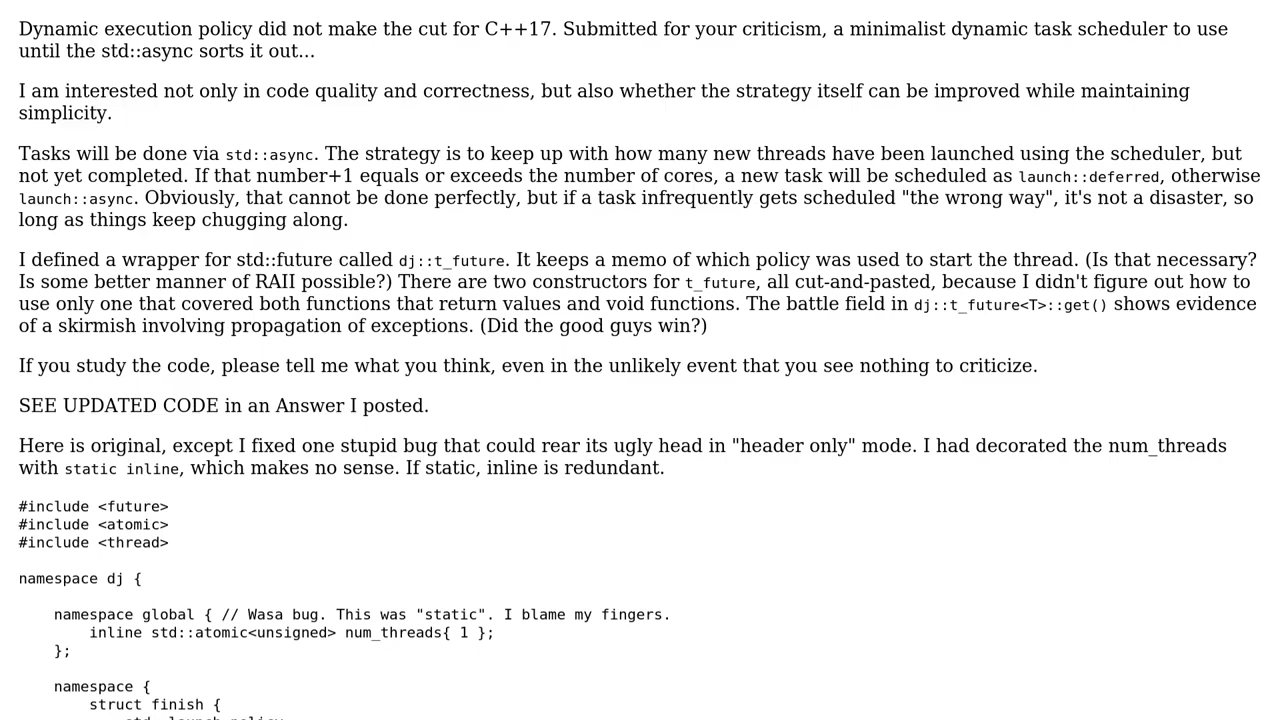 Dynamic execution policy did not make the cut for C++17. Submitted for your criticism, a minimalist dynamic task scheduler to use
until the std::async sorts it out...
I am interested not only in code quality and correctness, but also whether the strategy itself can be improved while maintaining
simplicity.
Tasks will be done via std::async. The strategy is to keep up with how many new threads have been launched using the scheduler, but
not yet completed. If that number+1 equals or exceeds the number of cores, a new task will be scheduled as launch::deferred, otherwise
launch::async. Obviously, that cannot be done perfectly, but if a task infrequently gets scheduled "the wrong way", it's not a disaster, so
long as things keep chugging along.
I defined a wrapper for std::future called dj::t_future. It keeps a memo of which policy was used to start the thread. (Is that necessary?
Is some better manner of RAII possible?) There are two constructors for t_future, all cut-and-pasted, because I didn't figure out how to
use only one that covered both functions that return values and void functions. The battle field in dj::t_future<T>::get() shows evidence
of a skirmish involving propagation of exceptions. (Did the good guys win?)
If you study the code, please tell me what you think, even in the unlikely event that you see nothing to criticize.
SEE UPDATED CODE in an Answer I posted.
Here is original, except I fixed one stupid bug that could rear its ugly head in "header only" mode. I had decorated the num_threads
with static inline, which makes no sense. If static, inline is redundant.
#include <future>
#include <atomic>
#include <thread>
namespace dj {
namespace global { // Wasa bug. This was "static". I blame my fingers.
inline std::atomic<unsigned> num_threads{ 1 };
};
namespace {
struct finish {